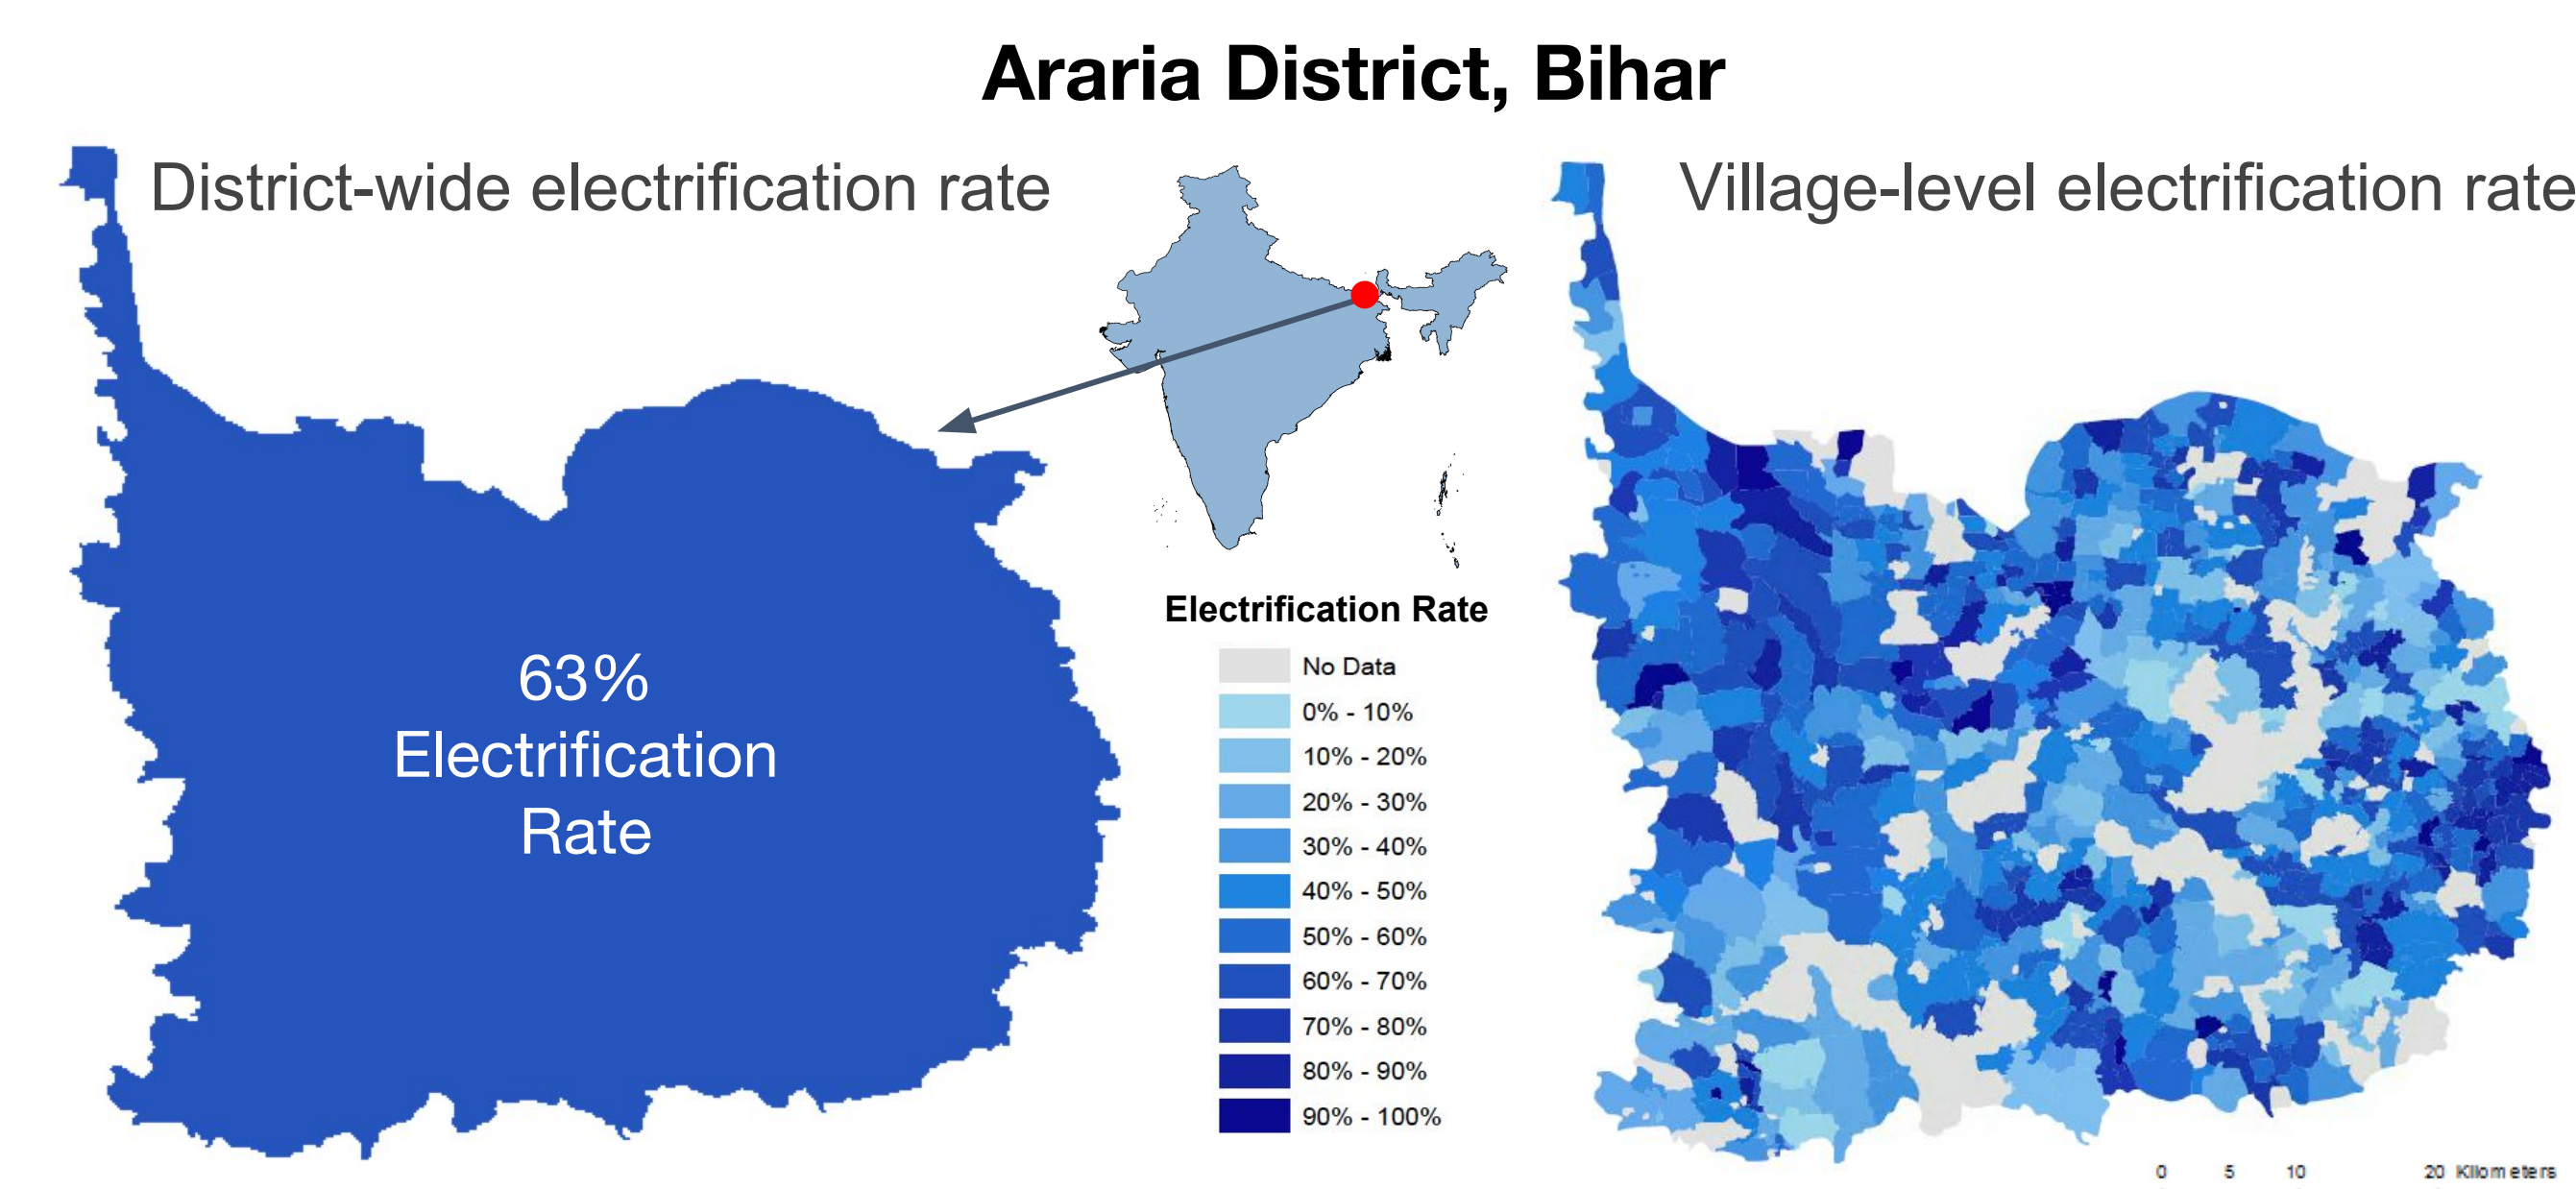 Araria District, Bihar
District-wide electrification rate
Village-level electrification rate
63%
Electrification
Rate
Electrification Rate
No Data
0% - 10%
10% - 20%
20% - 30%
30% - 40%
40% - 50%
50% - 60%
60% - 70%
70% - 80%
80% - 90%
90% - 100%
0 5 10 20 Kilometers